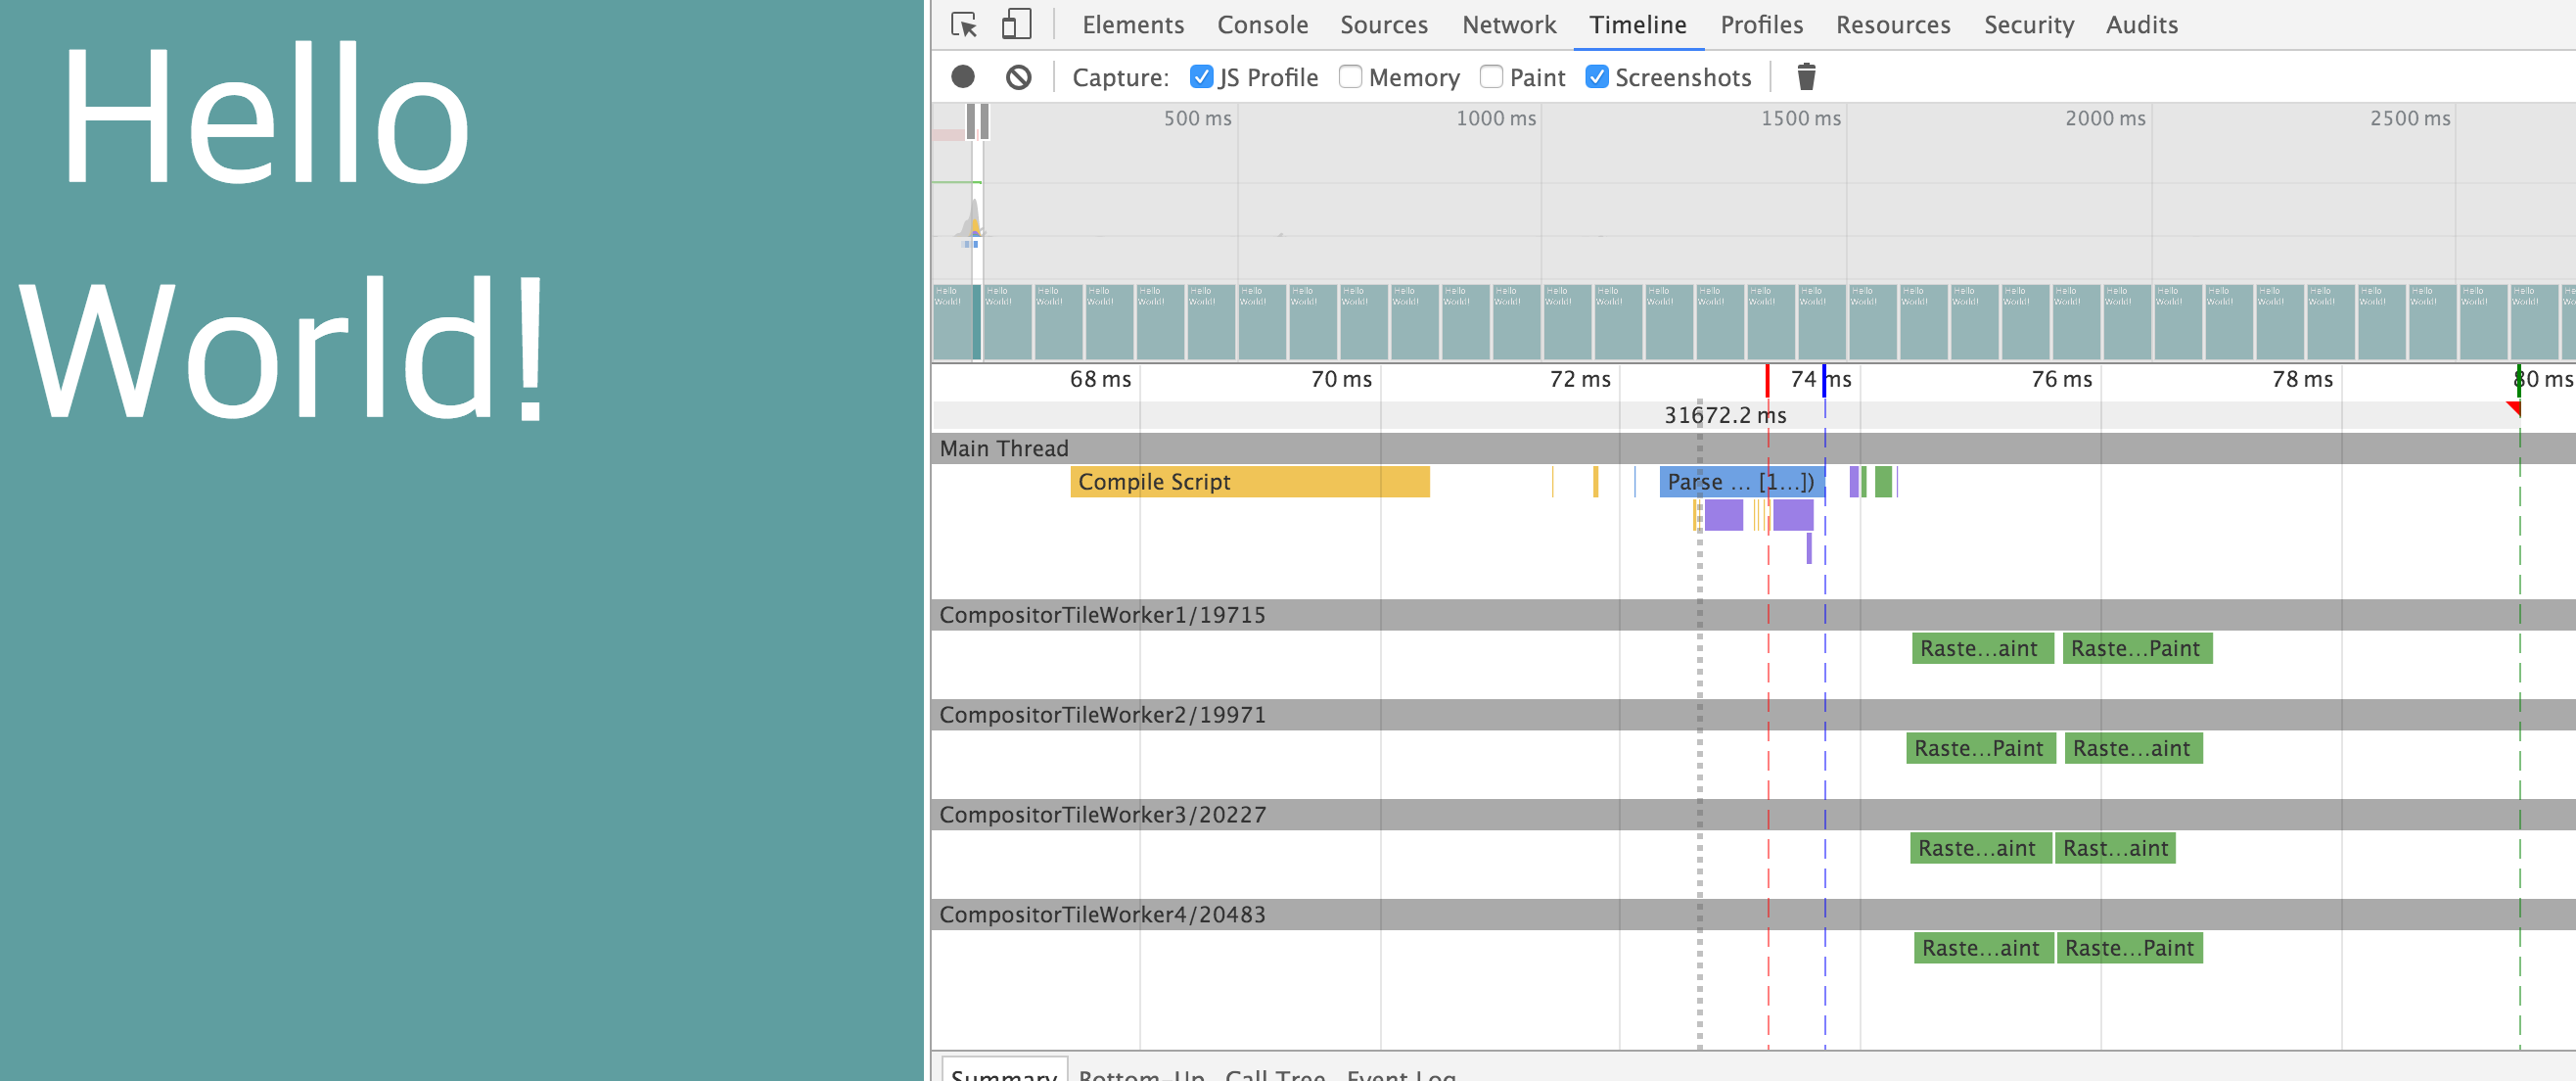 Hello
World!
Elements Console Sources Network Timeline Profiles Resources Security Audits
Capture: JS Profile Memory Paint Screenshots
500 ms 1000 ms 1500 ms 2000 ms 2500 ms
68 ms 70 ms 72 ms 74 ms 76 ms 78 ms 80 ms
31672.2 ms
Main Thread
Compile Script Parse ... [1...])
CompositorTileWorker1/19715
Raste...aint Raste...Paint
CompositorTileWorker2/19971
Raste...Paint Raste...aint
CompositorTileWorker3/20227
Raste...aint Rast...aint
CompositorTileWorker4/20483
Raste...aint Raste...Paint
Summary Bottom-Up Call Tree Event Log